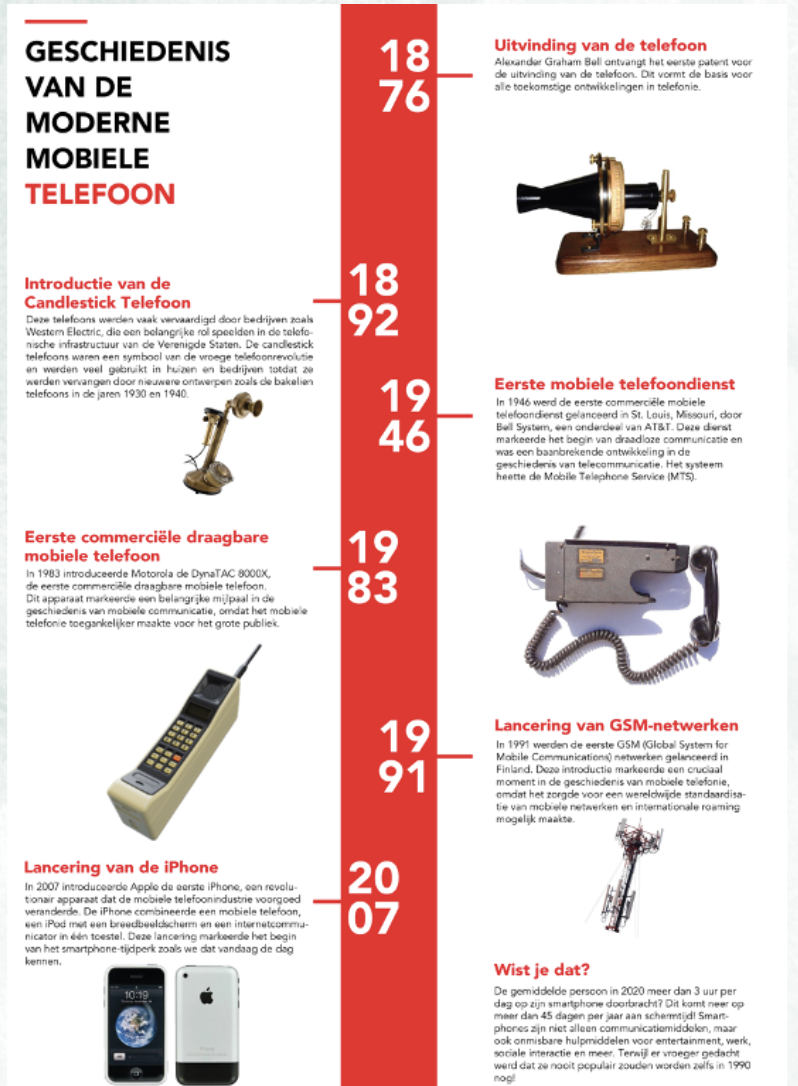 GESCHIEDENIS
VAN DE
MODERNE
MOBIELE
TELEFOON
18
76
Uitvinding van de telefoon
Alexander Graham Bell ontvangt het eerste patent voor
de uitvinding van de telefoon. Dit vormt de basis voor
alle toekomstige ontwikkelingen in telefonie.
18
92
Introductie van de
Candlestick Telefoon
Deze telefoons werden vaak vervaardigd door bedrijven zoals
Western Electric, die een belangrijke rol speelden in de telefo-
nische infrastructuur van de Verenigde Staten. De candlestick
telefoons waren een symbool van de vroege telefoonrevolutie
en werden veel gebruikt in huizen en bedrijven totdat ze
werden vervangen door nieuwere ontwerpen zoals de bakelien
telefoons in de jaren 1930 en 1940.
19
46
Eerste mobiele telefoondienst
In 1946 werd de eerste commerciële mobiele
telefoondienst gelanceerd in St. Louis, Missouri, door
Bell System, een onderdeel van AT&T. Deze dienst
markeerde het begin van draadloze communicatie en
was een baanbrekende ontwikkeling in de
geschiedenis van telecommunicatie. Het systeem
heette de Mobile Telephone Service (MTS).
19
83
Eerste commerciële draagbare
mobiele telefoon
In 1983 introduceerde Motorola de DynaTAC 8000X,
de eerste commerciële draagbare mobiele telefoon.
Dit apparaat markeerde een belangrijke mijlpaal in de
geschiedenis van mobiele communicatie, omdat het mobiele
telefonie toegankelijker maakte voor het grote publiek.
19
91
Lancering van GSM-netwerken
In 1991 werden de eerste GSM (Global System for
Mobile Communications) netwerken gelanceerd in
Finland. Deze introductie markeerde een cruciaal
moment in de geschiedenis van mobiele telefonie,
omdat het zorgde voor een wereldwijde standaardisa-
tie van mobiele netwerken en internationale roaming
mogelijk maakte.
20
07
Lancering van de iPhone
In 2007 introduceerde Apple de eerste iPhone, een revolu-
tionair apparaat dat de mobiele telefoonindustrie voorgoed
veranderde. De iPhone combineerde een mobiele telefoon,
een iPod met een breedbeeldscherm en een internetcommu-
nicator in één toestel. Deze lancering markeerde het begin
van het smartphone-tijdperk zoals we dat vandaag de dag
kennen.
10:19
Wist je dat?
De gemiddelde persoon in 2020 meer dan 3 uur per
dag op zijn smartphone doorbracht? Dit komt neer op
meer dan 45 dagen per jaar aan schermtijd! Smart-
phones zijn niet alleen communicatiemiddelen, maar
ook onmisbare hulpmiddelen voor entertainment, werk,
sociale interactie en meer. Terwijl er vroeger gedacht
werd dat ze nooit populair zouden worden zelfs in 1990
nog!